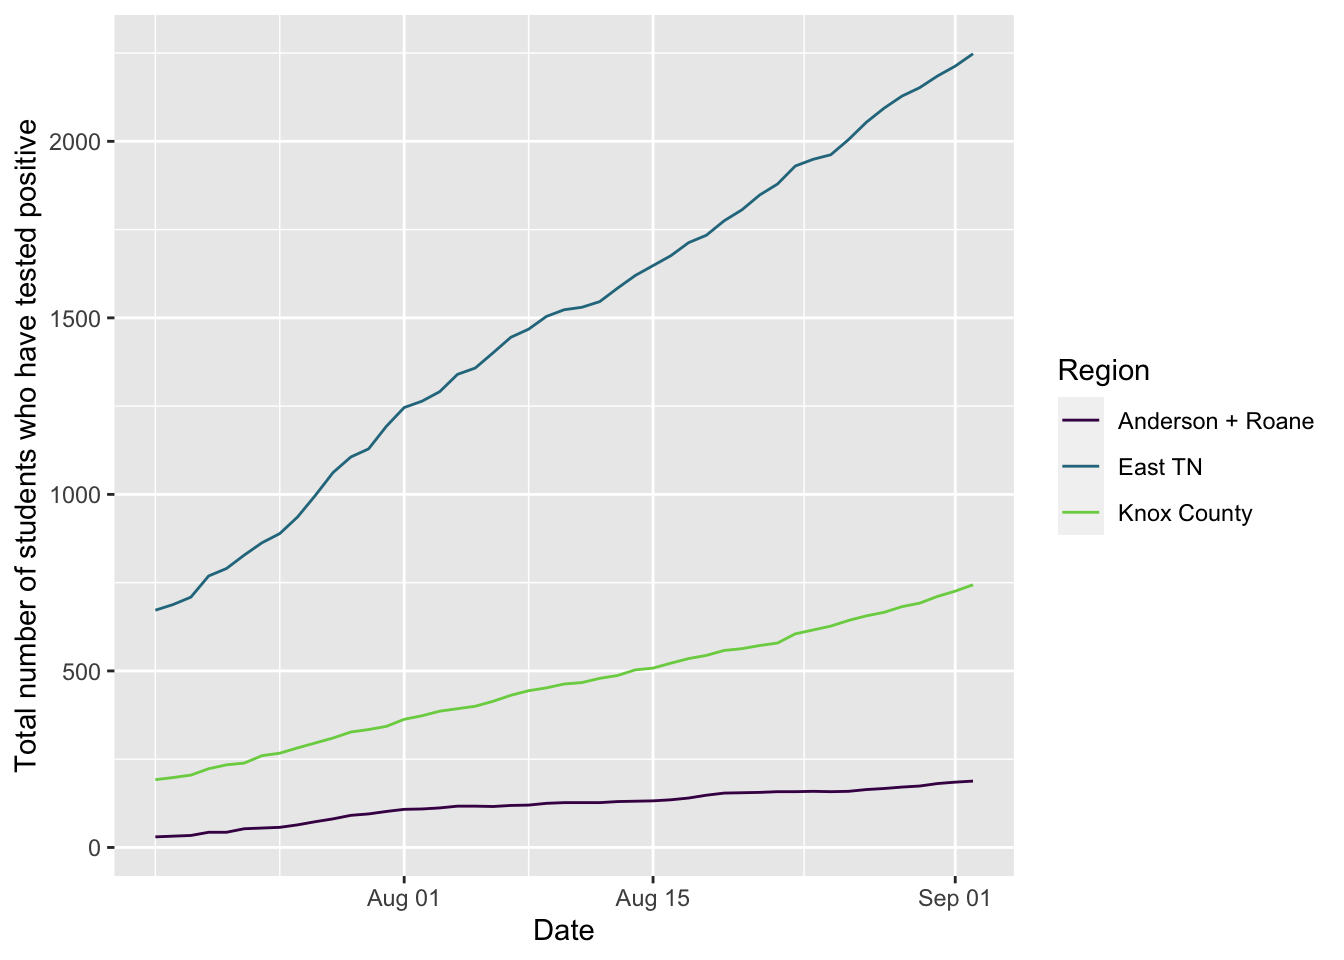 Total number of students who have tested positive
2000
1500
1000
500
0
Aug 01
Aug 15
Sep 01
Date
Region
Anderson + Roane
East TN
Knox County